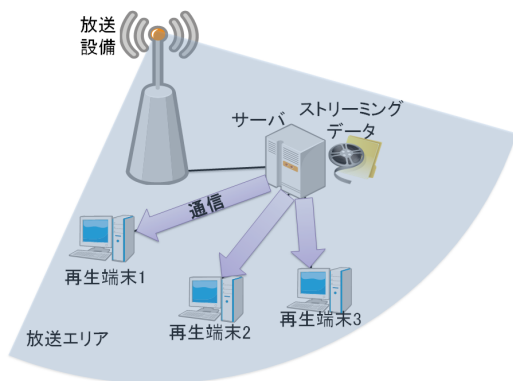 放送
設備
サーバ
ストリーミング
データ
通信
再生端末1
再生端末2
再生端末3
放送エリア